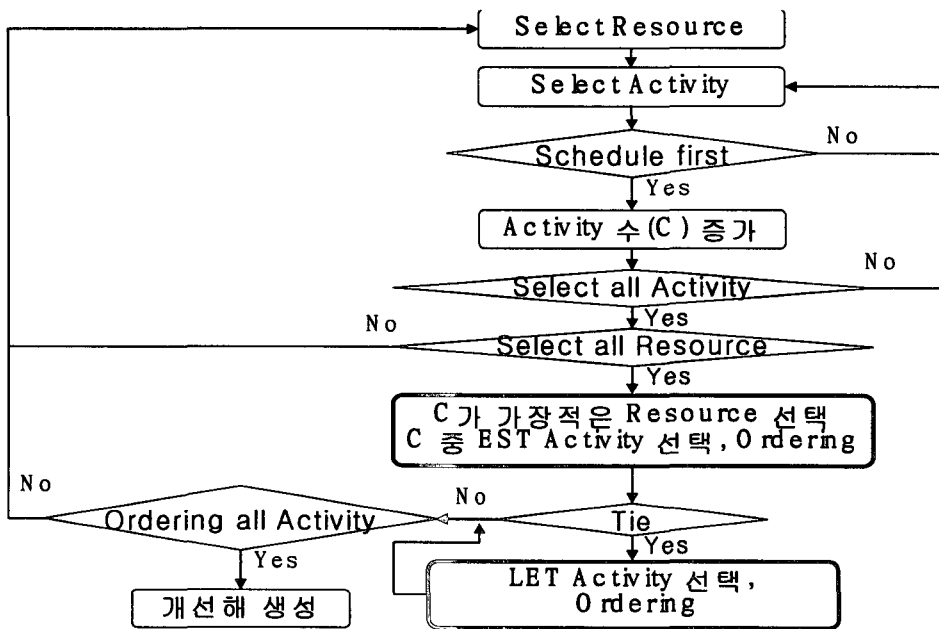 Select Resource
Select Activity
No
Schedule first
Yes
Activity 수(C) 증가
No
Select all Activity
Yes
No
Select all Resource
Yes
C가 가장적은 Resource 선택
C 중 EST Activity 선택, Ordering
No
No
Ordering all Activity
Tie
Yes
Yes
LET Activity 선택,
Ordering
개선해 생성